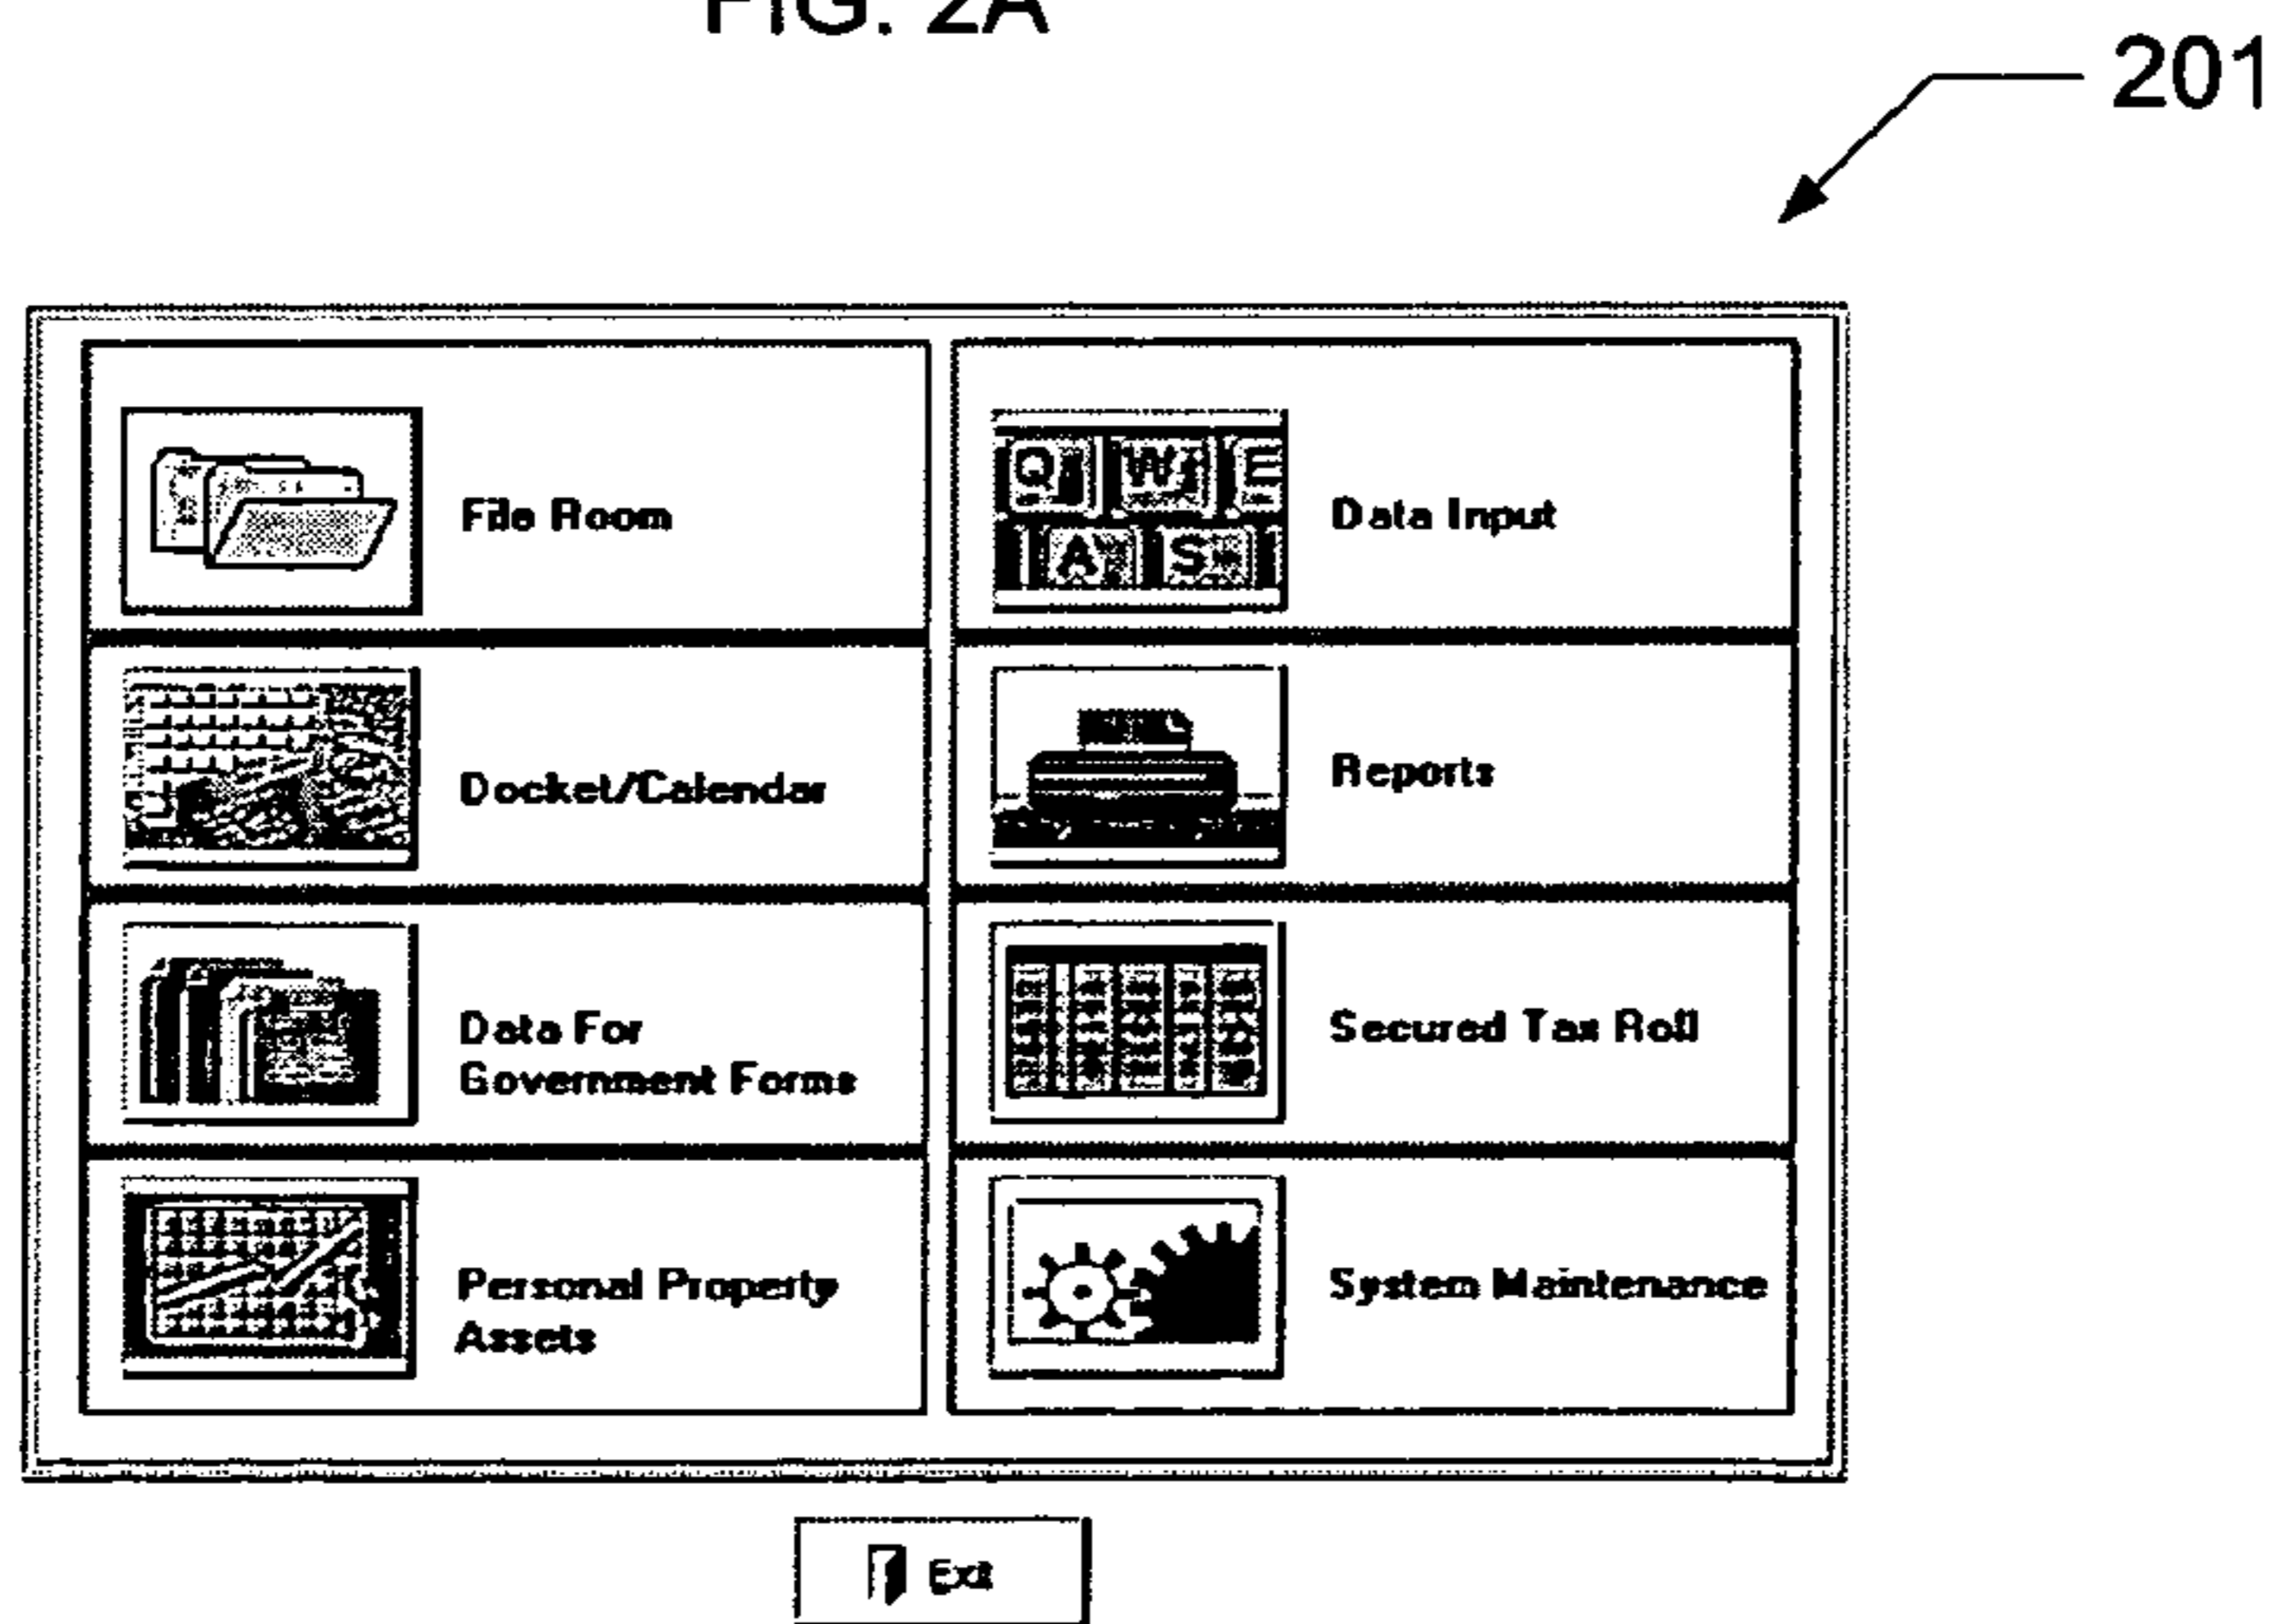 FIG. 2A
201
File Room
Data Input
Q W E
A S
Docket/Calendar
Reports
Data For
Government Forms
Secured Tax Roll
Personal Property
Assets
System Maintenance
Exit